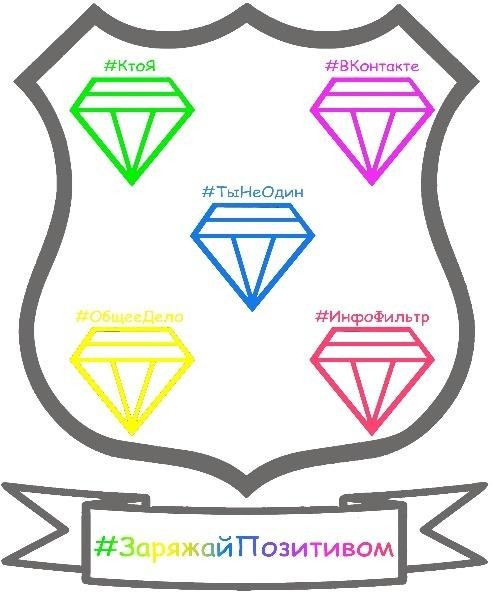 #КтоЯ
#ВКонтакте
#ТыНеОдин
#ОбщееДело
#ИнфоФильтр
#ЗаряжайПозитивом